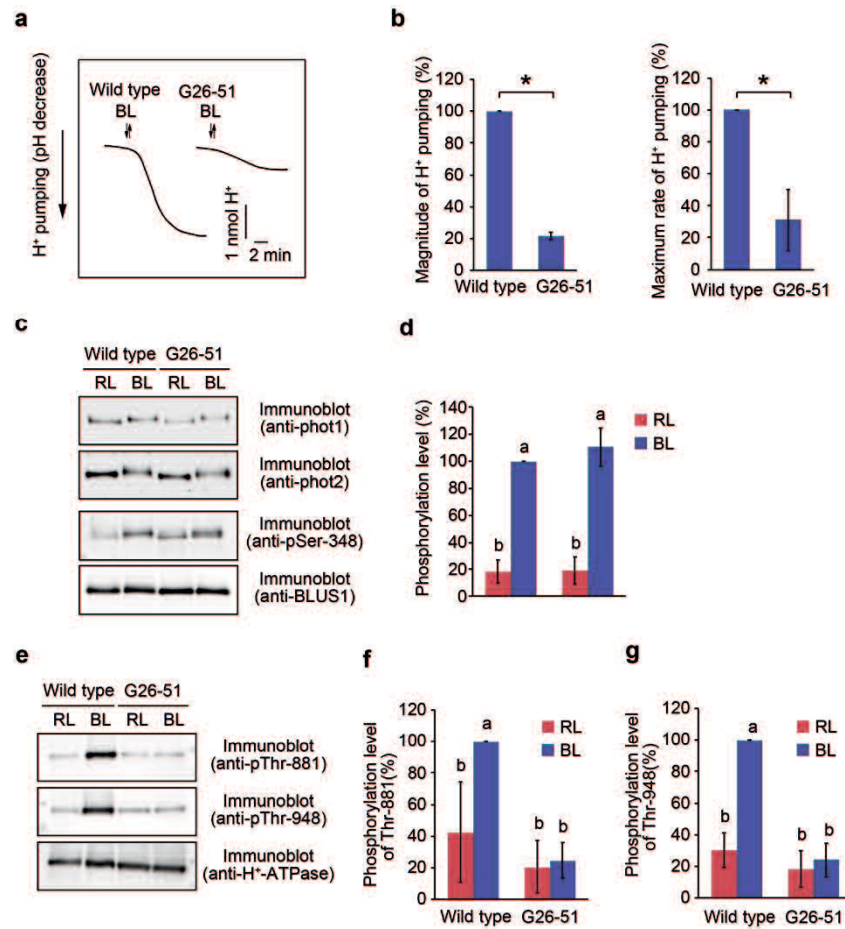 a
H⁺ pumping (pH decrease)
Wild type G26-51
BL BL
1 nmol H⁺
2 min
b
Magnitude of H⁺ pumping (%)
120
100
80
60
40
20
0
*
Wild type G26-51
Maximum rate of H⁺ pumping (%)
120
100
80
60
40
20
0
*
Wild type G26-51
c
Wild type G26-51
RL BL RL BL
Immunoblot
(anti-phot1)
Immunoblot
(anti-phot2)
Immunoblot
(anti-pSer-348)
Immunoblot
(anti-BLUS1)
d
Phosphorylation level (%)
140
120
100
80
60
40
20
0
b a b a
RL
BL
e
Wild type G26-51
RL BL RL BL
Immunoblot
(anti-pThr-881)
Immunoblot
(anti-pThr-948)
Immunoblot
(anti-H⁺-ATPase)
f
Phosphorylation level
of Thr-881(%)
120
100
80
60
40
20
0
b a b b
RL
BL
Wild type G26-51
g
Phosphorylation level
of Thr-948(%)
120
100
80
60
40
20
0
b a b b
RL
BL
Wild type G26-51